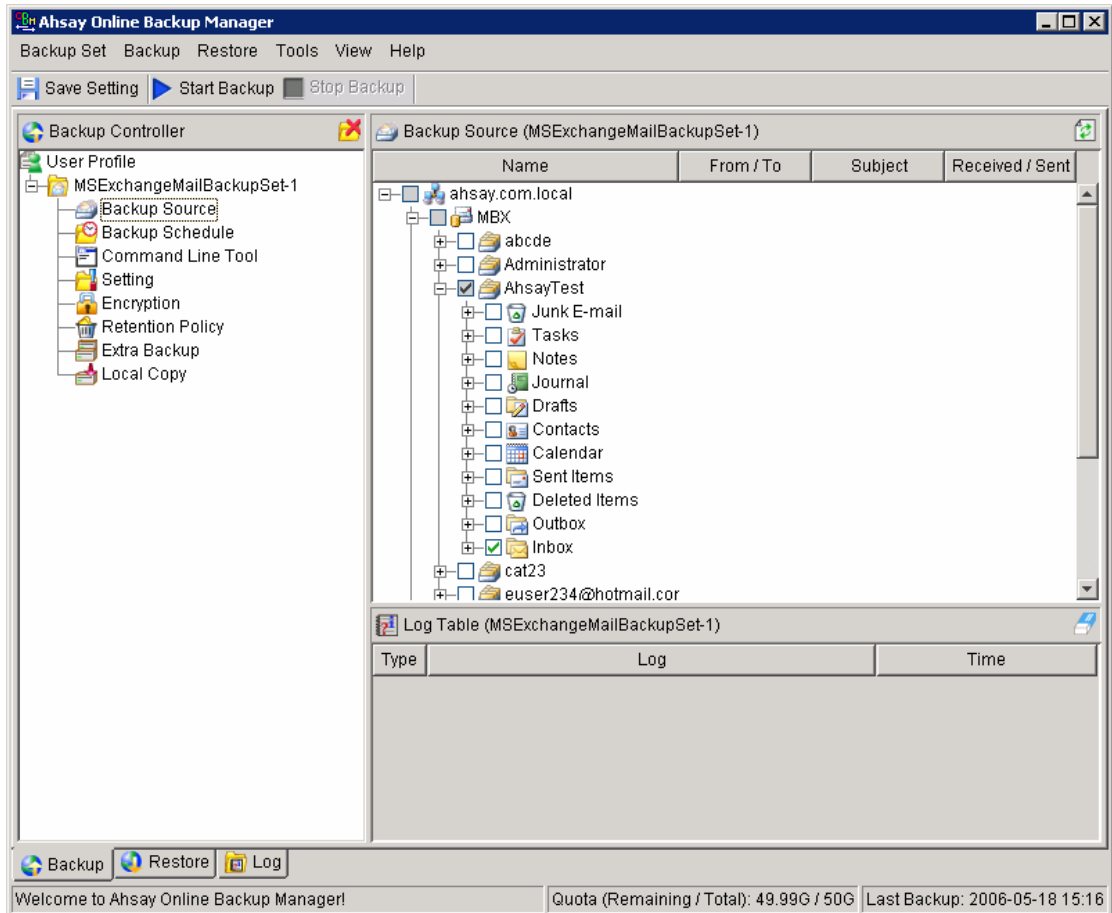 Ahsay Online Backup Manager
Backup Set Backup Restore Tools View Help
Save Setting Start Backup Stop Backup
Backup Controller
User Profile
MSExchangeMailBackupSet-1
Backup Source
Backup Schedule
Command Line Tool
Setting
Encryption
Retention Policy
Extra Backup
Local Copy
Backup Source (MSExchangeMailBackupSet-1)
Name From / To Subject Received / Sent
ahsay.com.local
MBX
abcde
Administrator
AhsayTest
Junk E-mail
Tasks
Notes
Journal
Drafts
Contacts
Calendar
Sent Items
Deleted Items
Outbox
Inbox
cat23
euser234@hotmail.cor
Log Table (MSExchangeMailBackupSet-1)
Type Log Time
Backup Restore Log
Welcome to Ahsay Online Backup Manager! Quota (Remaining / Total): 49.99G / 50G Last Backup: 2006-05-18 15:16